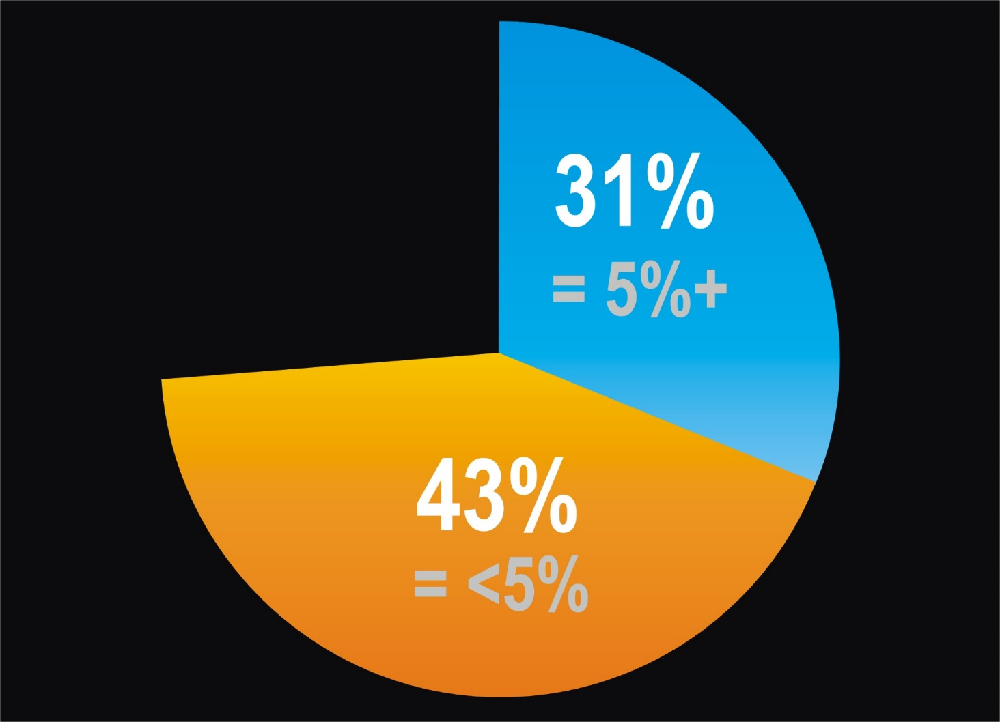 31%
= 5%+
43%
= <5%